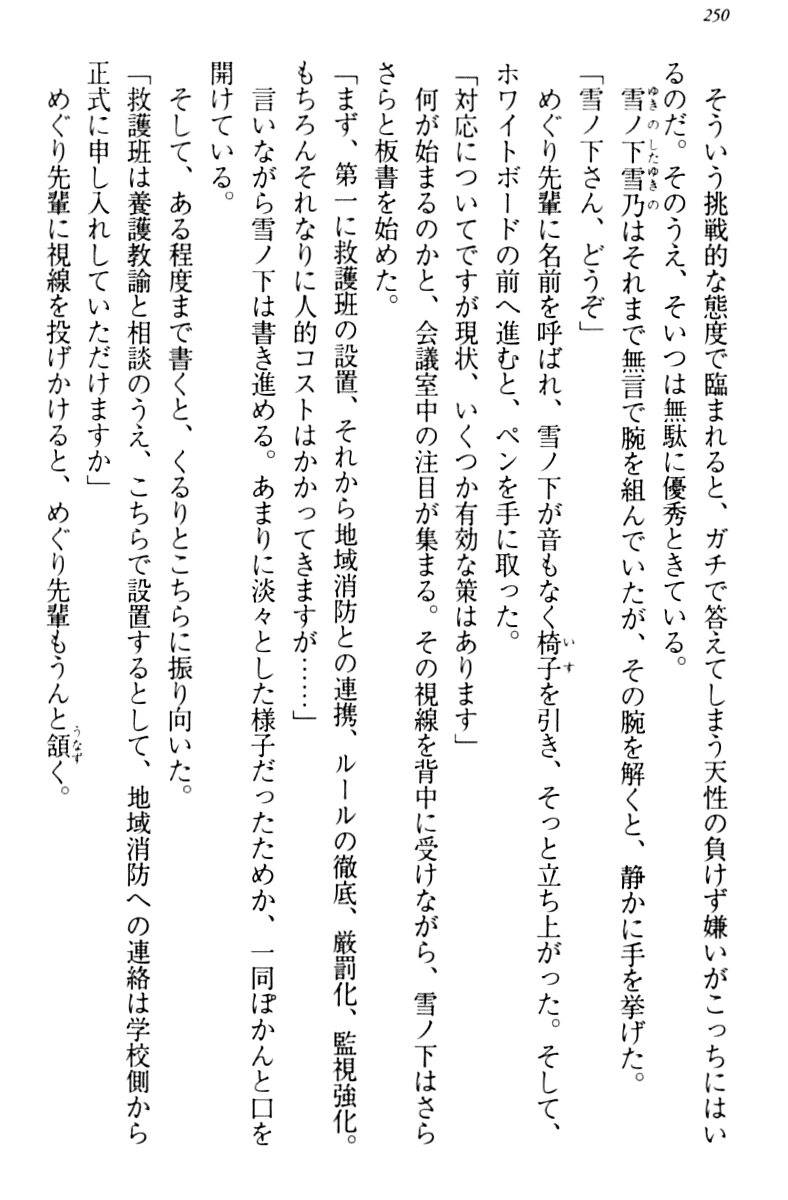 250
そういう挑戦的な態度で臨まれると、ガチで答えてしまう天性の負けず嫌いがこっちにはい
るのだ。そのうえ、そいつは無駄に優秀ときている。
雪ノ下雪乃はそれまで無言で腕を組んでいたが、その腕を解くと、静かに手を挙げた。
「雪ノ下さん、どうぞ」
めぐり先輩に名前を呼ばれ、雪ノ下が音もなく椅子を引き、そっと立ち上がった。そして、
ホワイトボードの前へ進むと、ペンを手に取った。
「対応についてですが現状、いくつか有効な策はあります」
何が始まるのかと、会議室中の注目が集まる。その視線を背中に受けながら、雪ノ下はさら
さらと板書を始めた。
「まず、第一に救護班の設置、それから地域消防との連携、ルールの徹底、厳罰化、監視強化。
もちろんそれなりに人的コストはかかってきますが……」
言いながら雪ノ下は書き進める。あまりに淡々とした様子だったためか、一同ぽかんと口を
開けている。
そして、ある程度まで書くと、くるりとこちらに振り向いた。
「救護班は養護教諭と相談のうえ、こちらで設置するとして、地域消防への連絡は学校側から
正式に申し入れしていただけますか」
めぐり先輩に視線を投げかけると、めぐり先輩もうんと頷く。